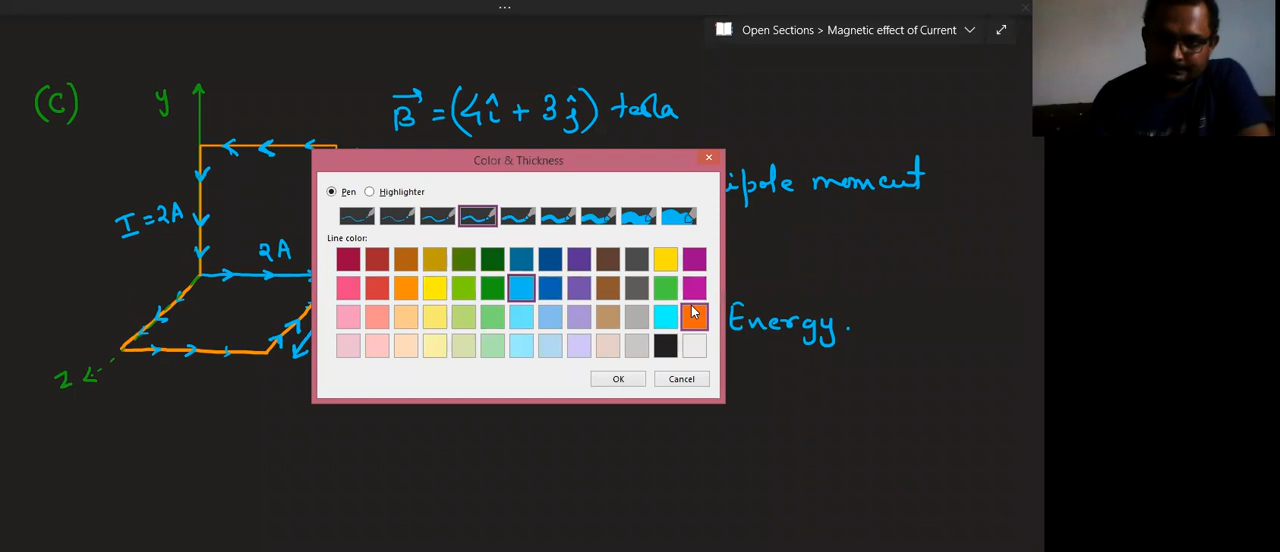 ...
Open Sections > Magnetic effect of Current
(C)
y
B = (4î + 3ĵ) tesla
Color & Thickness
Pen
Highlighter
ipole moment
I = 2A
Line color:
2A
Energy.
z
OK
Cancel